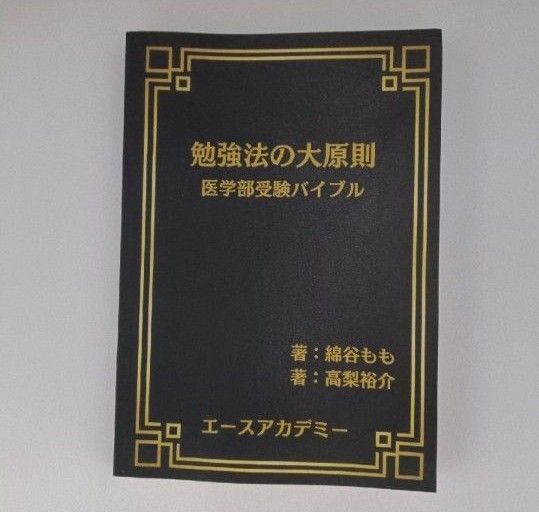 勉強法の大原則
医学部受験バイブル
著：綿谷もも
著：高梨裕介
エースアカデミー